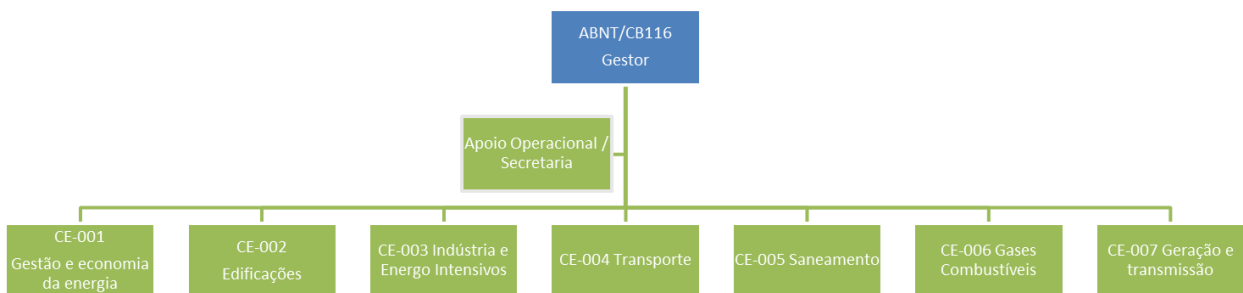 ABNT/CB116
Gestor
Apoio Operacional /
Secretaria
CE-001
Gestão e economia
da energia
CE-002
Edificações
CE-003 Indústria e
Energo Intensivos
CE-004 Transporte
CE-005 Saneamento
CE-006 Gases
Combustíveis
CE-007 Geração e
transmissão